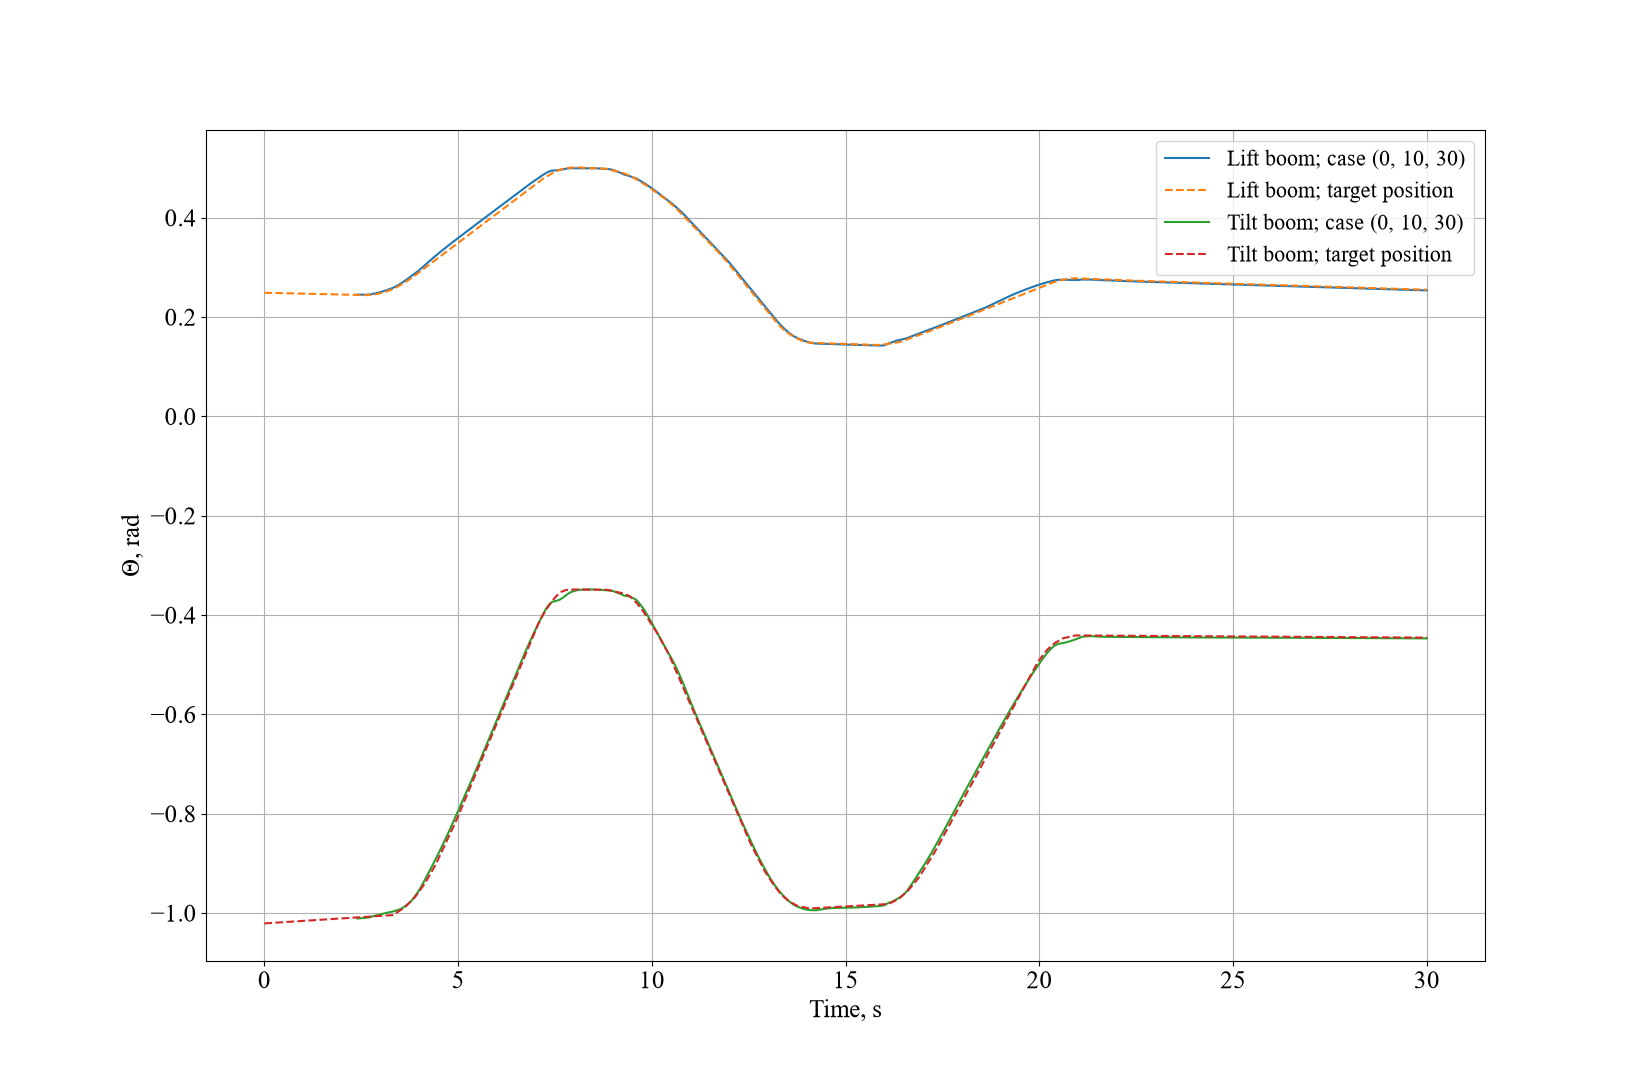 Lift boom; case (0, 10, 30)
Lift boom; target position
Tilt boom; case (0, 10, 30)
Tilt boom; target position
0.4
0.2
0.0
−0.2
−0.4
−0.6
−0.8
−1.0
Θ, rad
0 5 10 15 20 25 30
Time, s